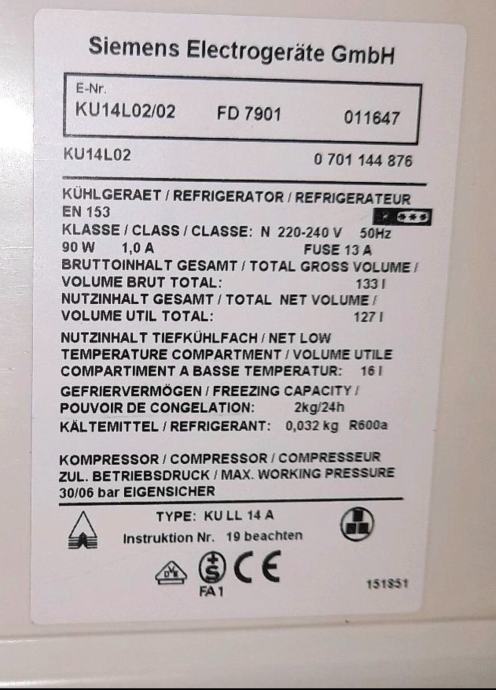 Siemens Electrogeräte GmbH
E-Nr.
KU14L02/02 FD 7901 011647
KU14L02 0 701 144 876
KÜHLGERAET / REFRIGERATOR / REFRIGERATEUR
EN 153
KLASSE / CLASS / CLASSE: N 220-240 V 50Hz
90 W 1,0 A FUSE 13 A
BRUTTOINHALT GESAMT / TOTAL GROSS VOLUME /
VOLUME BRUT TOTAL: 133 l
NUTZINHALT GESAMT / TOTAL NET VOLUME /
VOLUME UTIL TOTAL: 127 l
NUTZINHALT TIEFKÜHLFACH / NET LOW
TEMPERATURE COMPARTMENT / VOLUME UTILE
COMPARTIMENT A BASSE TEMPERATUR: 16 l
GEFRIERVERMÖGEN / FREEZING CAPACITY /
POUVOIR DE CONGELATION: 2kg/24h
KÄLTEMITTEL / REFRIGERANT: 0,032 kg R600a
KOMPRESSOR / COMPRESSOR / COMPRESSEUR
ZUL. BETRIEBSDRUCK / MAX. WORKING PRESSURE
30/06 bar EIGENSICHER
TYPE: KU LL 14 A
Instruktion Nr. 19 beachten
DVE S CE
FA 1
151851